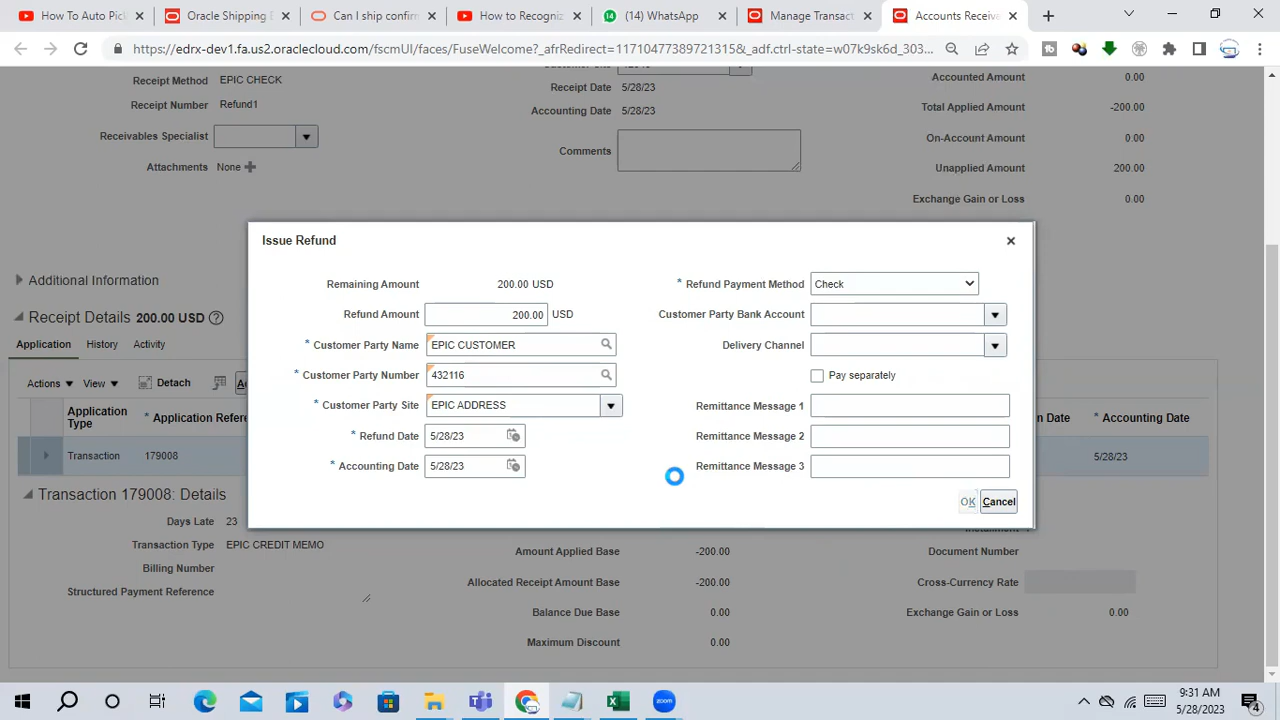 How To Auto Pick
Oracle Shipping E
Can I ship confirm
How to Recogniz
(14) WhatsApp
Manage Transact
Accounts Receiv
https://edrx-dev1.fa.us2.oraclecloud.com/fscmUI/faces/FuseWelcome?_afrRedirect=11710477389721315&_adf.ctrl-state=w07k9sk6d_303...
Receipt Method EPIC CHECK
Receipt Number Refund1
Receivables Specialist
Attachments None
Receipt Date 5/28/23
Accounting Date 5/28/23
Comments
Accounted Amount 0.00
Total Applied Amount -200.00
On-Account Amount 0.00
Unapplied Amount 200.00
Exchange Gain or Loss 0.00
Issue Refund
Remaining Amount 200.00 USD
Refund Amount 200.00 USD
* Customer Party Name EPIC CUSTOMER
* Customer Party Number 432116
* Customer Party Site EPIC ADDRESS
* Refund Date 5/28/23
* Accounting Date 5/28/23
* Refund Payment Method Check
Customer Party Bank Account
Delivery Channel
Pay separately
Remittance Message 1
Remittance Message 2
Remittance Message 3
OK Cancel
Additional Information
Receipt Details 200.00 USD
Application History Activity
Actions View Detach
Application Type
* Application Refere
on Date
* Accounting Date
Transaction 179008
5/28/23
Transaction 179008: Details
Days Late 23
Transaction Type EPIC CREDIT MEMO
Billing Number
Structured Payment Reference
Amount Applied Base -200.00
Allocated Receipt Amount Base -200.00
Balance Due Base 0.00
Maximum Discount 0.00
Document Number
Cross-Currency Rate
Exchange Gain or Loss 0.00
zoom
9:31 AM
5/28/2023
4